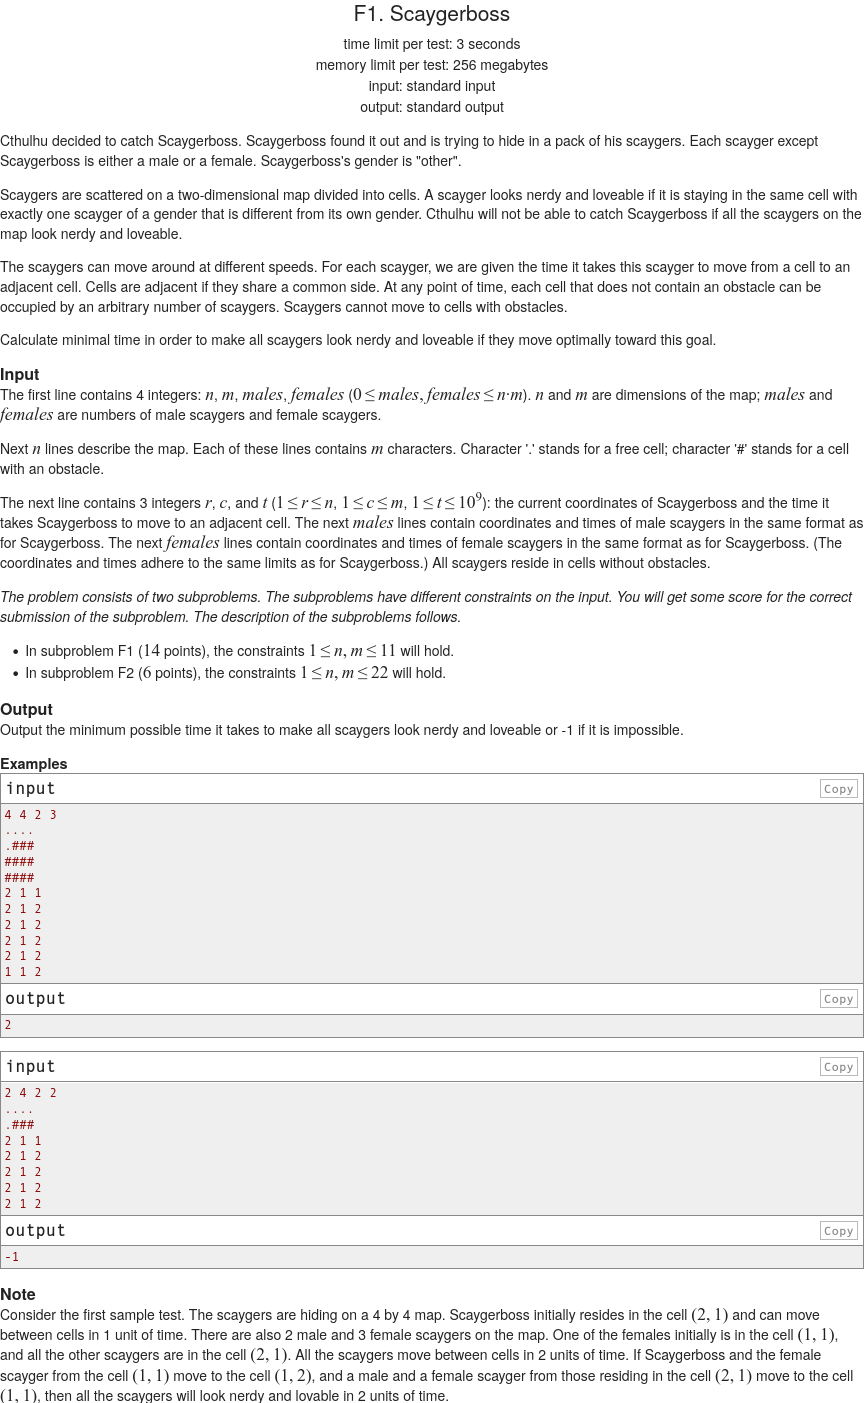 F1. Scaygerboss
time limit per test: 3 seconds
memory limit per test: 256 megabytes
input: standard input
output: standard output
Cthulhu decided to catch Scaygerboss. Scaygerboss found it out and is trying to hide in a pack of his scaygers. Each scayger except
Scaygerboss is either a male or a female. Scaygerboss's gender is "other".
Scaygers are scattered on a two-dimensional map divided into cells. A scayger looks nerdy and loveable if it is staying in the same cell with
exactly one scayger of a gender that is different from its own gender. Cthulhu will not be able to catch Scaygerboss if all the scaygers on the
map look nerdy and loveable.
The scaygers can move around at different speeds. For each scayger, we are given the time it takes this scayger to move from a cell to an
adjacent cell. Cells are adjacent if they share a common side. At any point of time, each cell that does not contain an obstacle can be
occupied by an arbitrary number of scaygers. Scaygers cannot move to cells with obstacles.
Calculate minimal time in order to make all scaygers look nerdy and loveable if they move optimally toward this goal.
Input
The first line contains 4 integers: n, m, males, females (0 ≤ males, females ≤ n·m). n and m are dimensions of the map; males and
females are numbers of male scaygers and female scaygers.
Next n lines describe the map. Each of these lines contains m characters. Character '.' stands for a free cell; character '#' stands for a cell
with an obstacle.
The next line contains 3 integers r, c, and t (1 ≤ r ≤ n, 1 ≤ c ≤ m, 1 ≤ t ≤ 10⁹): the current coordinates of Scaygerboss and the time it
takes Scaygerboss to move to an adjacent cell. The next males lines contain coordinates and times of male scaygers in the same format as
for Scaygerboss. The next females lines contain coordinates and times of female scaygers in the same format as for Scaygerboss. (The
coordinates and times adhere to the same limits as for Scaygerboss.) All scaygers reside in cells without obstacles.
The problem consists of two subproblems. The subproblems have different constraints on the input. You will get some score for the correct
submission of the subproblem. The description of the subproblems follows.
• In subproblem F1 (14 points), the constraints 1 ≤ n, m ≤ 11 will hold.
• In subproblem F2 (6 points), the constraints 1 ≤ n, m ≤ 22 will hold.
Output
Output the minimum possible time it takes to make all scaygers look nerdy and loveable or -1 if it is impossible.
Examples
input Copy
4 4 2 3
....
.###
####
####
2 1 1
2 1 2
2 1 2
2 1 2
2 1 2
1 1 2
output Copy
2
input Copy
2 4 2 2
....
.###
2 1 1
2 1 2
2 1 2
2 1 2
2 1 2
output Copy
-1
Note
Consider the first sample test. The scaygers are hiding on a 4 by 4 map. Scaygerboss initially resides in the cell (2, 1) and can move
between cells in 1 unit of time. There are also 2 male and 3 female scaygers on the map. One of the females initially is in the cell (1, 1),
and all the other scaygers are in the cell (2, 1). All the scaygers move between cells in 2 units of time. If Scaygerboss and the female
scayger from the cell (1, 1) move to the cell (1, 2), and a male and a female scayger from those residing in the cell (2, 1) move to the cell
(1, 1), then all the scaygers will look nerdy and lovable in 2 units of time.